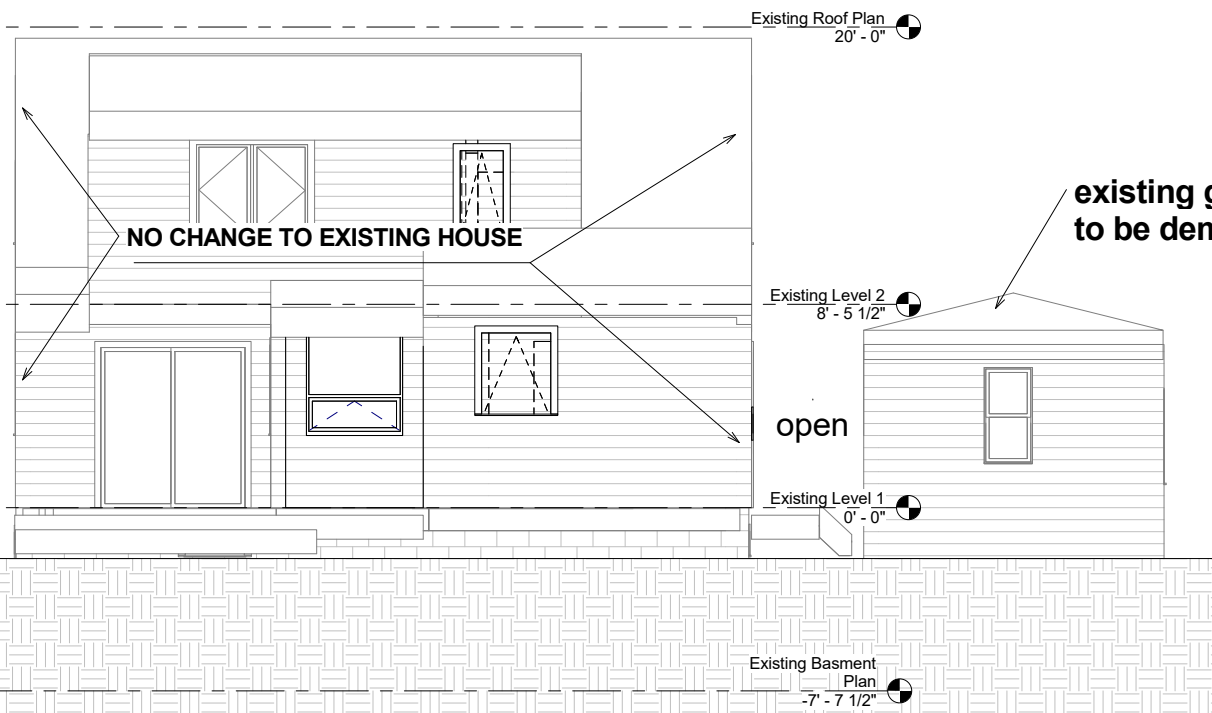 Existing Roof Plan
20' - 0"
existing g
to be den
NO CHANGE TO EXISTING HOUSE
Existing Level 2
8' - 5 1/2"
open
Existing Level 1
0' - 0"
Existing Basment
Plan
-7' - 7 1/2"